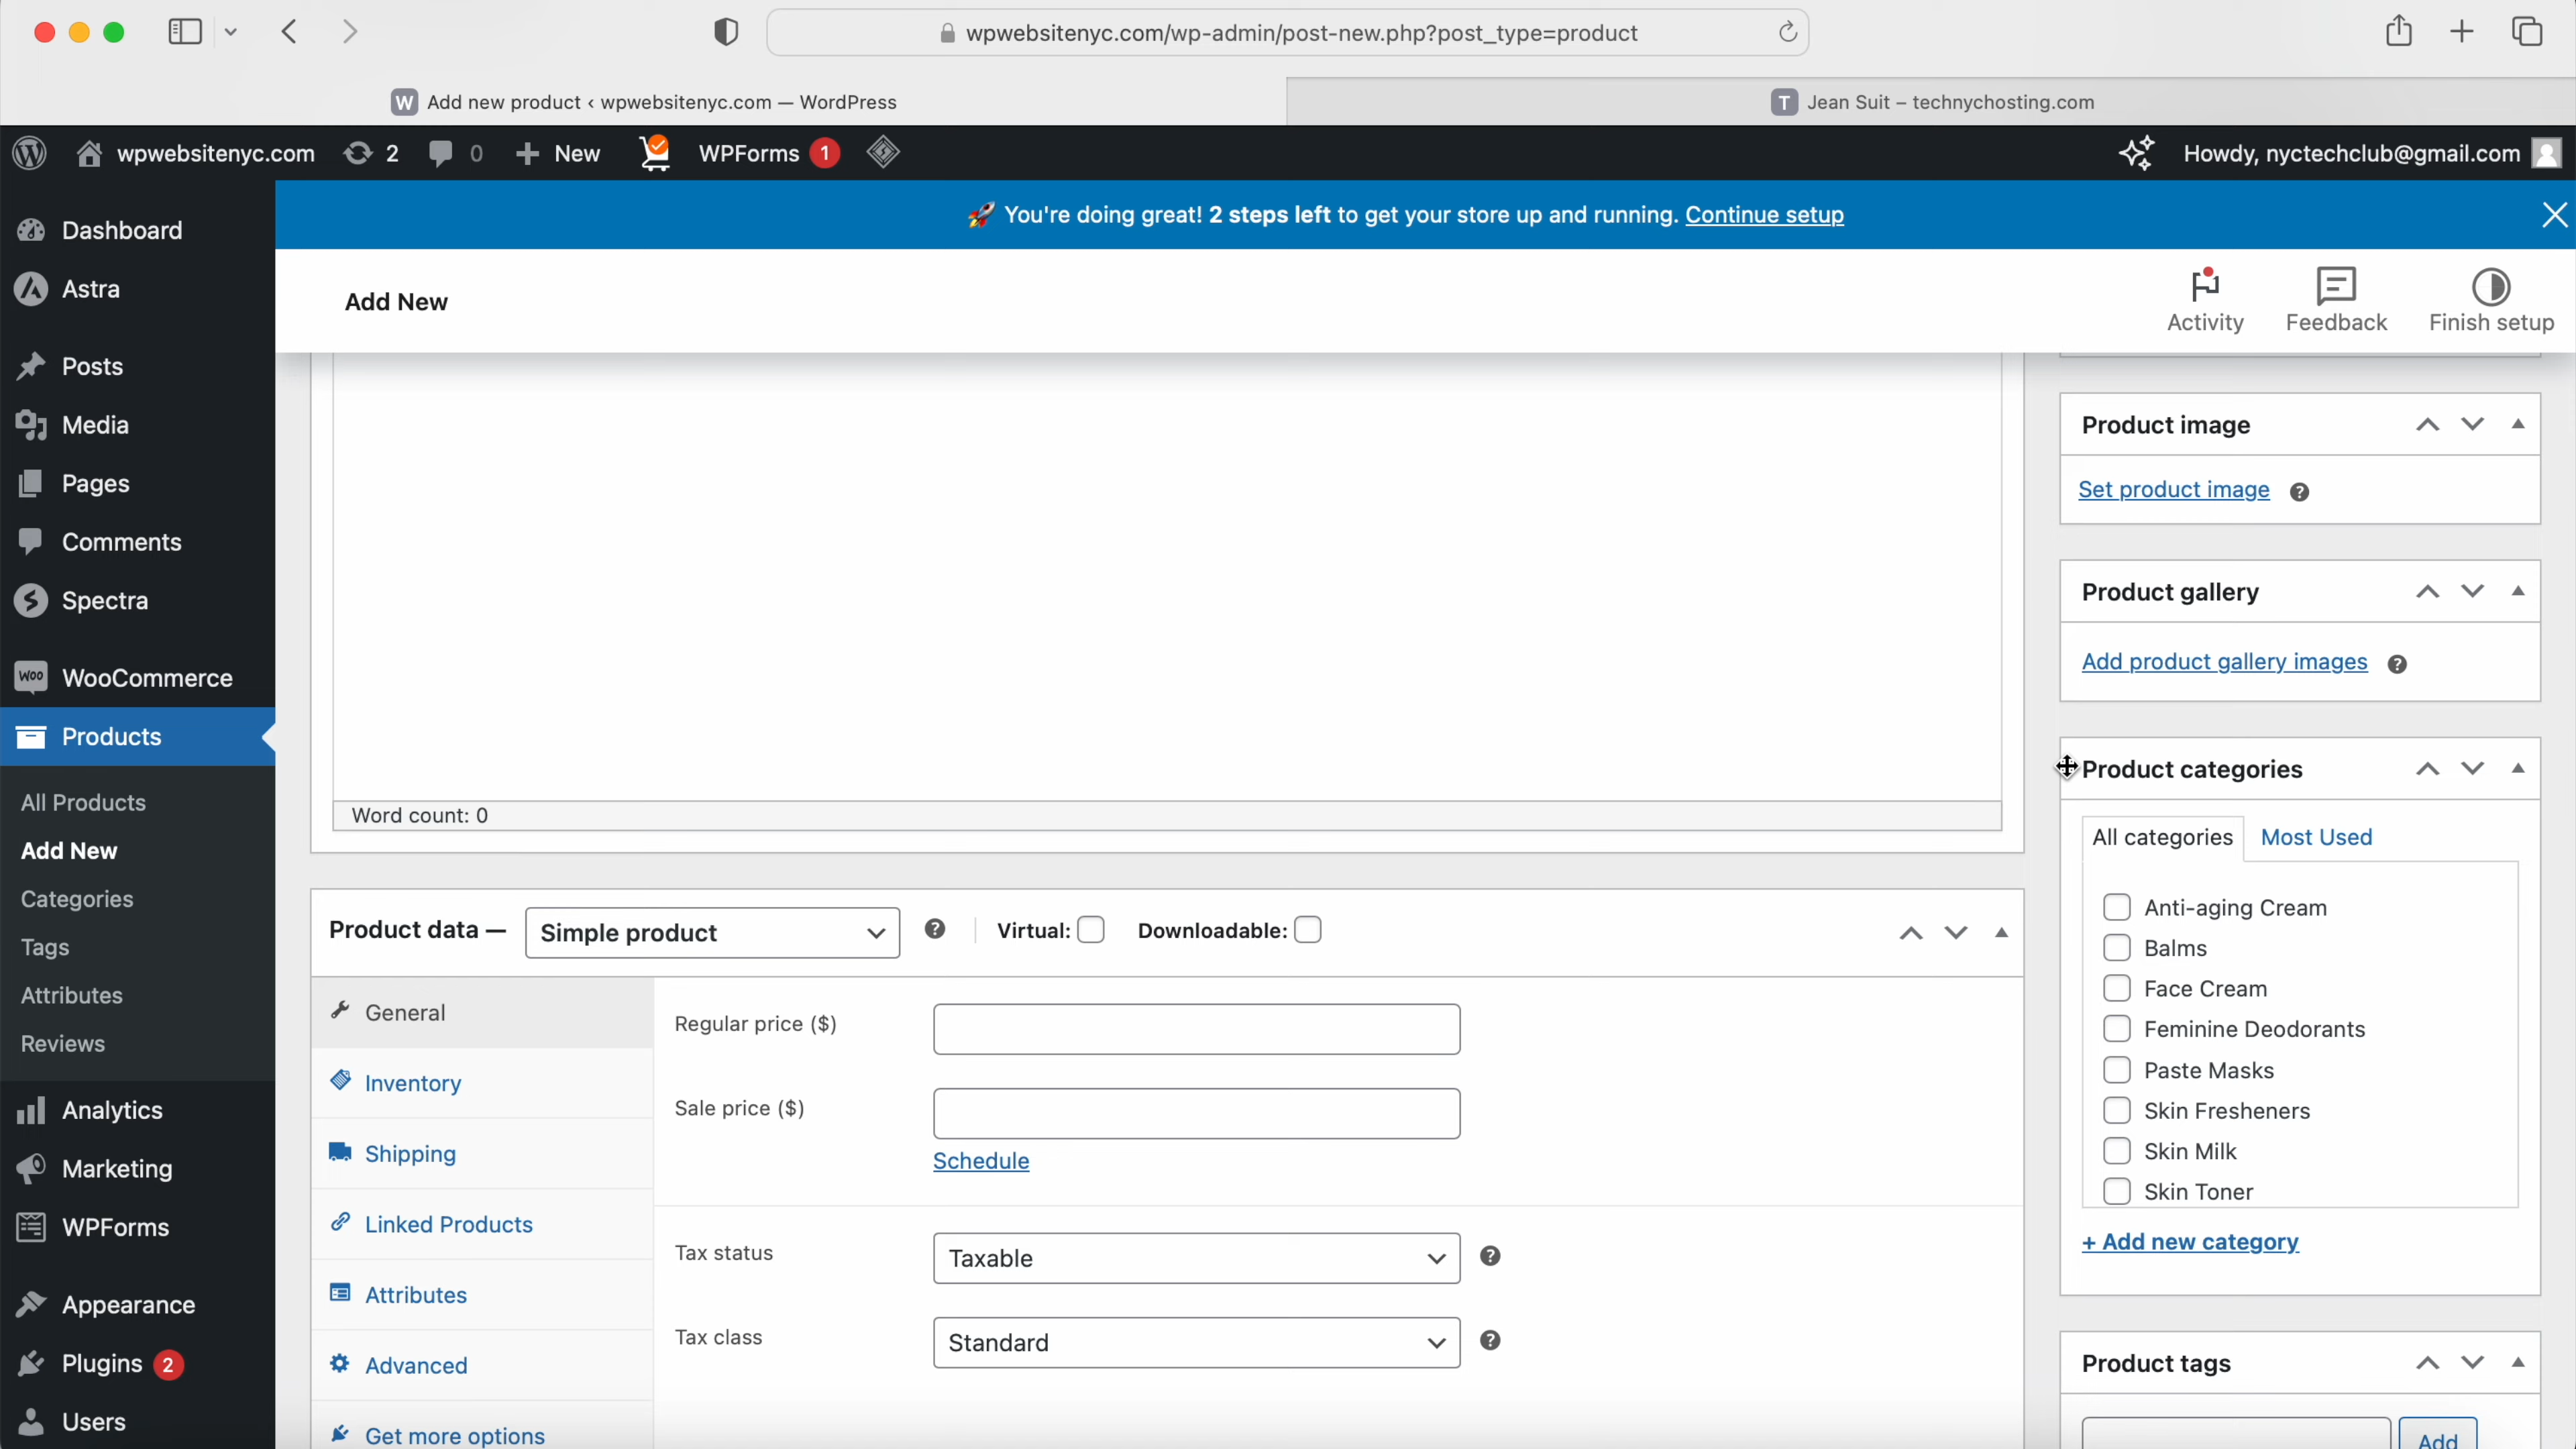 wpwebsitenyc.com/wp-admin/post-new.php?post_type=product
W Add new product ‹ wpwebsitenyc.com — WordPress
T Jean Suit – technychosting.com
wpwebsitenyc.com 2 0 + New WPForms 1 Howdy, nyctechclub@gmail.com
🚀 You're doing great! 2 steps left to get your store up and running. Continue setup
Add New
Activity
Feedback
Finish setup
Dashboard
Astra
Posts
Media
Pages
Comments
Spectra
WooCommerce
Products
All Products
Add New
Categories
Tags
Attributes
Reviews
Analytics
Marketing
WPForms
Appearance
Plugins 2
Users
Word count: 0
Product data — Simple product Virtual: Downloadable:
General
Inventory
Shipping
Linked Products
Attributes
Advanced
Get more options
Regular price ($)
Sale price ($)
Schedule
Tax status Taxable
Tax class Standard
Product image
Set product image
Product gallery
Add product gallery images
Product categories
All categories Most Used
Anti-aging Cream
Balms
Face Cream
Feminine Deodorants
Paste Masks
Skin Fresheners
Skin Milk
Skin Toner
+ Add new category
Product tags
Add